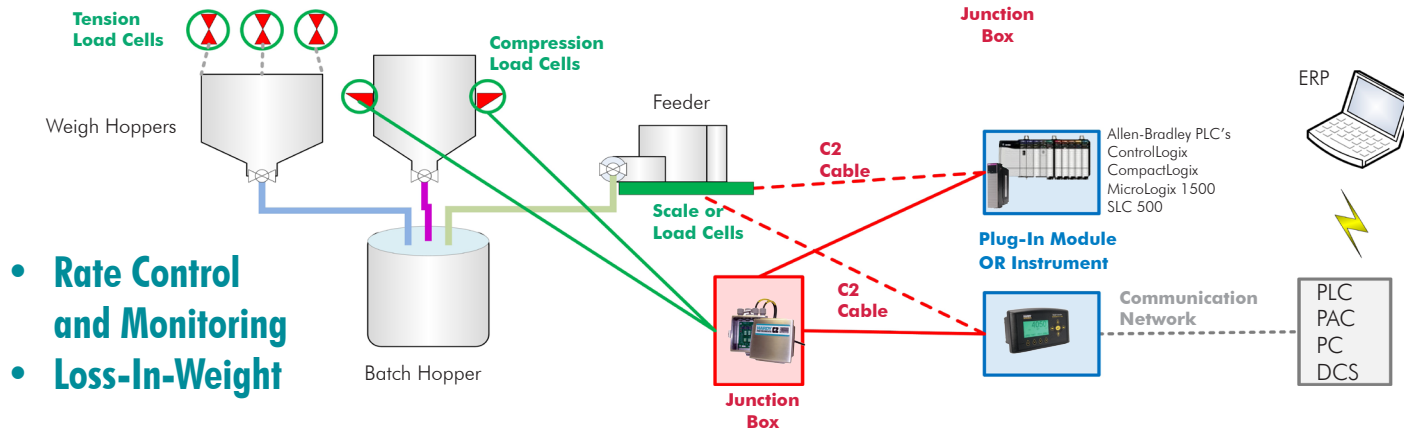 Tension
Load Cells
Junction
Box
Compression
Load Cells
ERP
Feeder
Weigh Hoppers
C2
Cable
Allen-Bradley PLC's
ControlLogix
CompactLogix
MicroLogix 1500
SLC 500
Scale or
Load Cells
Plug-In Module
OR Instrument
• Rate Control
and Monitoring
• Loss-In-Weight
C2
Cable
Communication
Network
PLC
PAC
PC
DCS
Batch Hopper
Junction
Box